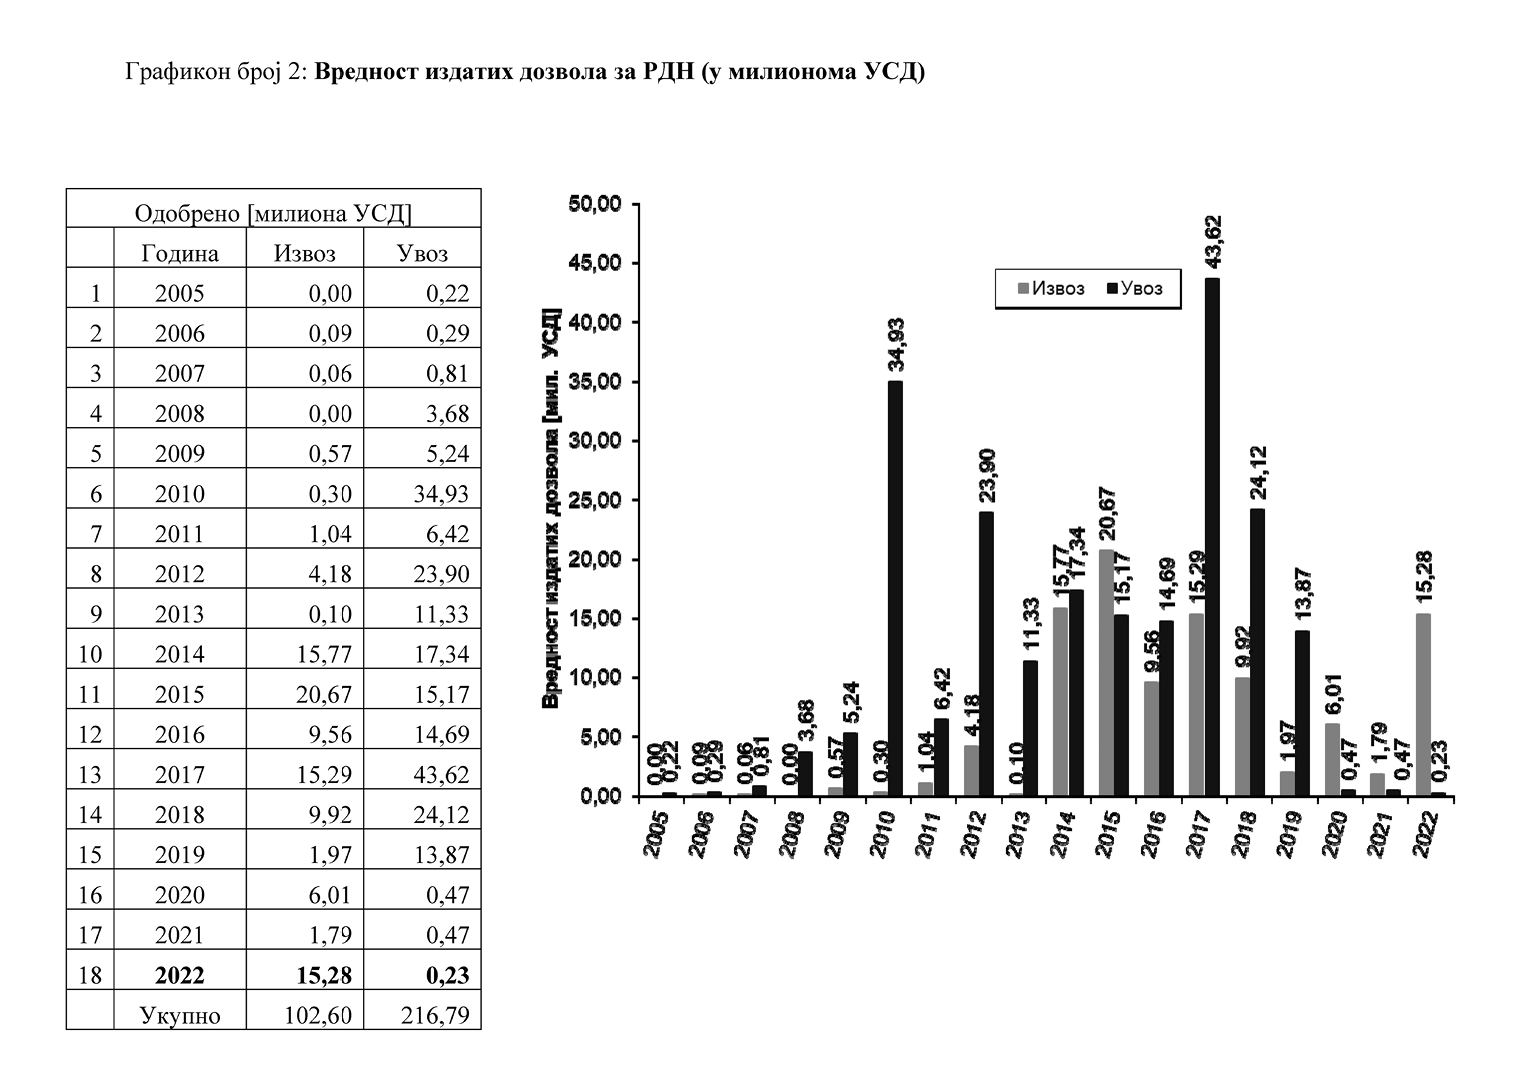 Графикон број 2: Вредност издатих дозвола за РДН (у милионома УСД)
Одобрено [милиона УСД]
Година Извоз Увоз
1 2005 0,00 0,22
2 2006 0,09 0,29
3 2007 0,06 0,81
4 2008 0,00 3,68
5 2009 0,57 5,24
6 2010 0,30 34,93
7 2011 1,04 6,42
8 2012 4,18 23,90
9 2013 0,10 11,33
10 2014 15,77 17,34
11 2015 20,67 15,17
12 2016 9,56 14,69
13 2017 15,29 43,62
14 2018 9,92 24,12
15 2019 1,97 13,87
16 2020 6,01 0,47
17 2021 1,79 0,47
18 2022 15,28 0,23
Укупно 102,60 216,79
Вредност издатих дозвола [мил. УСД]
50,00
45,00
40,00
35,00
30,00
25,00
20,00
15,00
10,00
5,00
0,00
Извоз Увоз
0,00 0,22
0,09 0,29
0,06 0,81
0,00 3,68
0,57 5,24
0,30 34,93
1,04 6,42
4,18 23,90
0,10 11,33
15,77 17,34
20,67 15,17
9,56 14,69
15,29 43,62
9,92 24,12
1,97 13,87
6,01 0,47
1,79 0,47
15,28 0,23
2005 2006 2007 2008 2009 2010 2011 2012 2013 2014 2015 2016 2017 2018 2019 2020 2021 2022